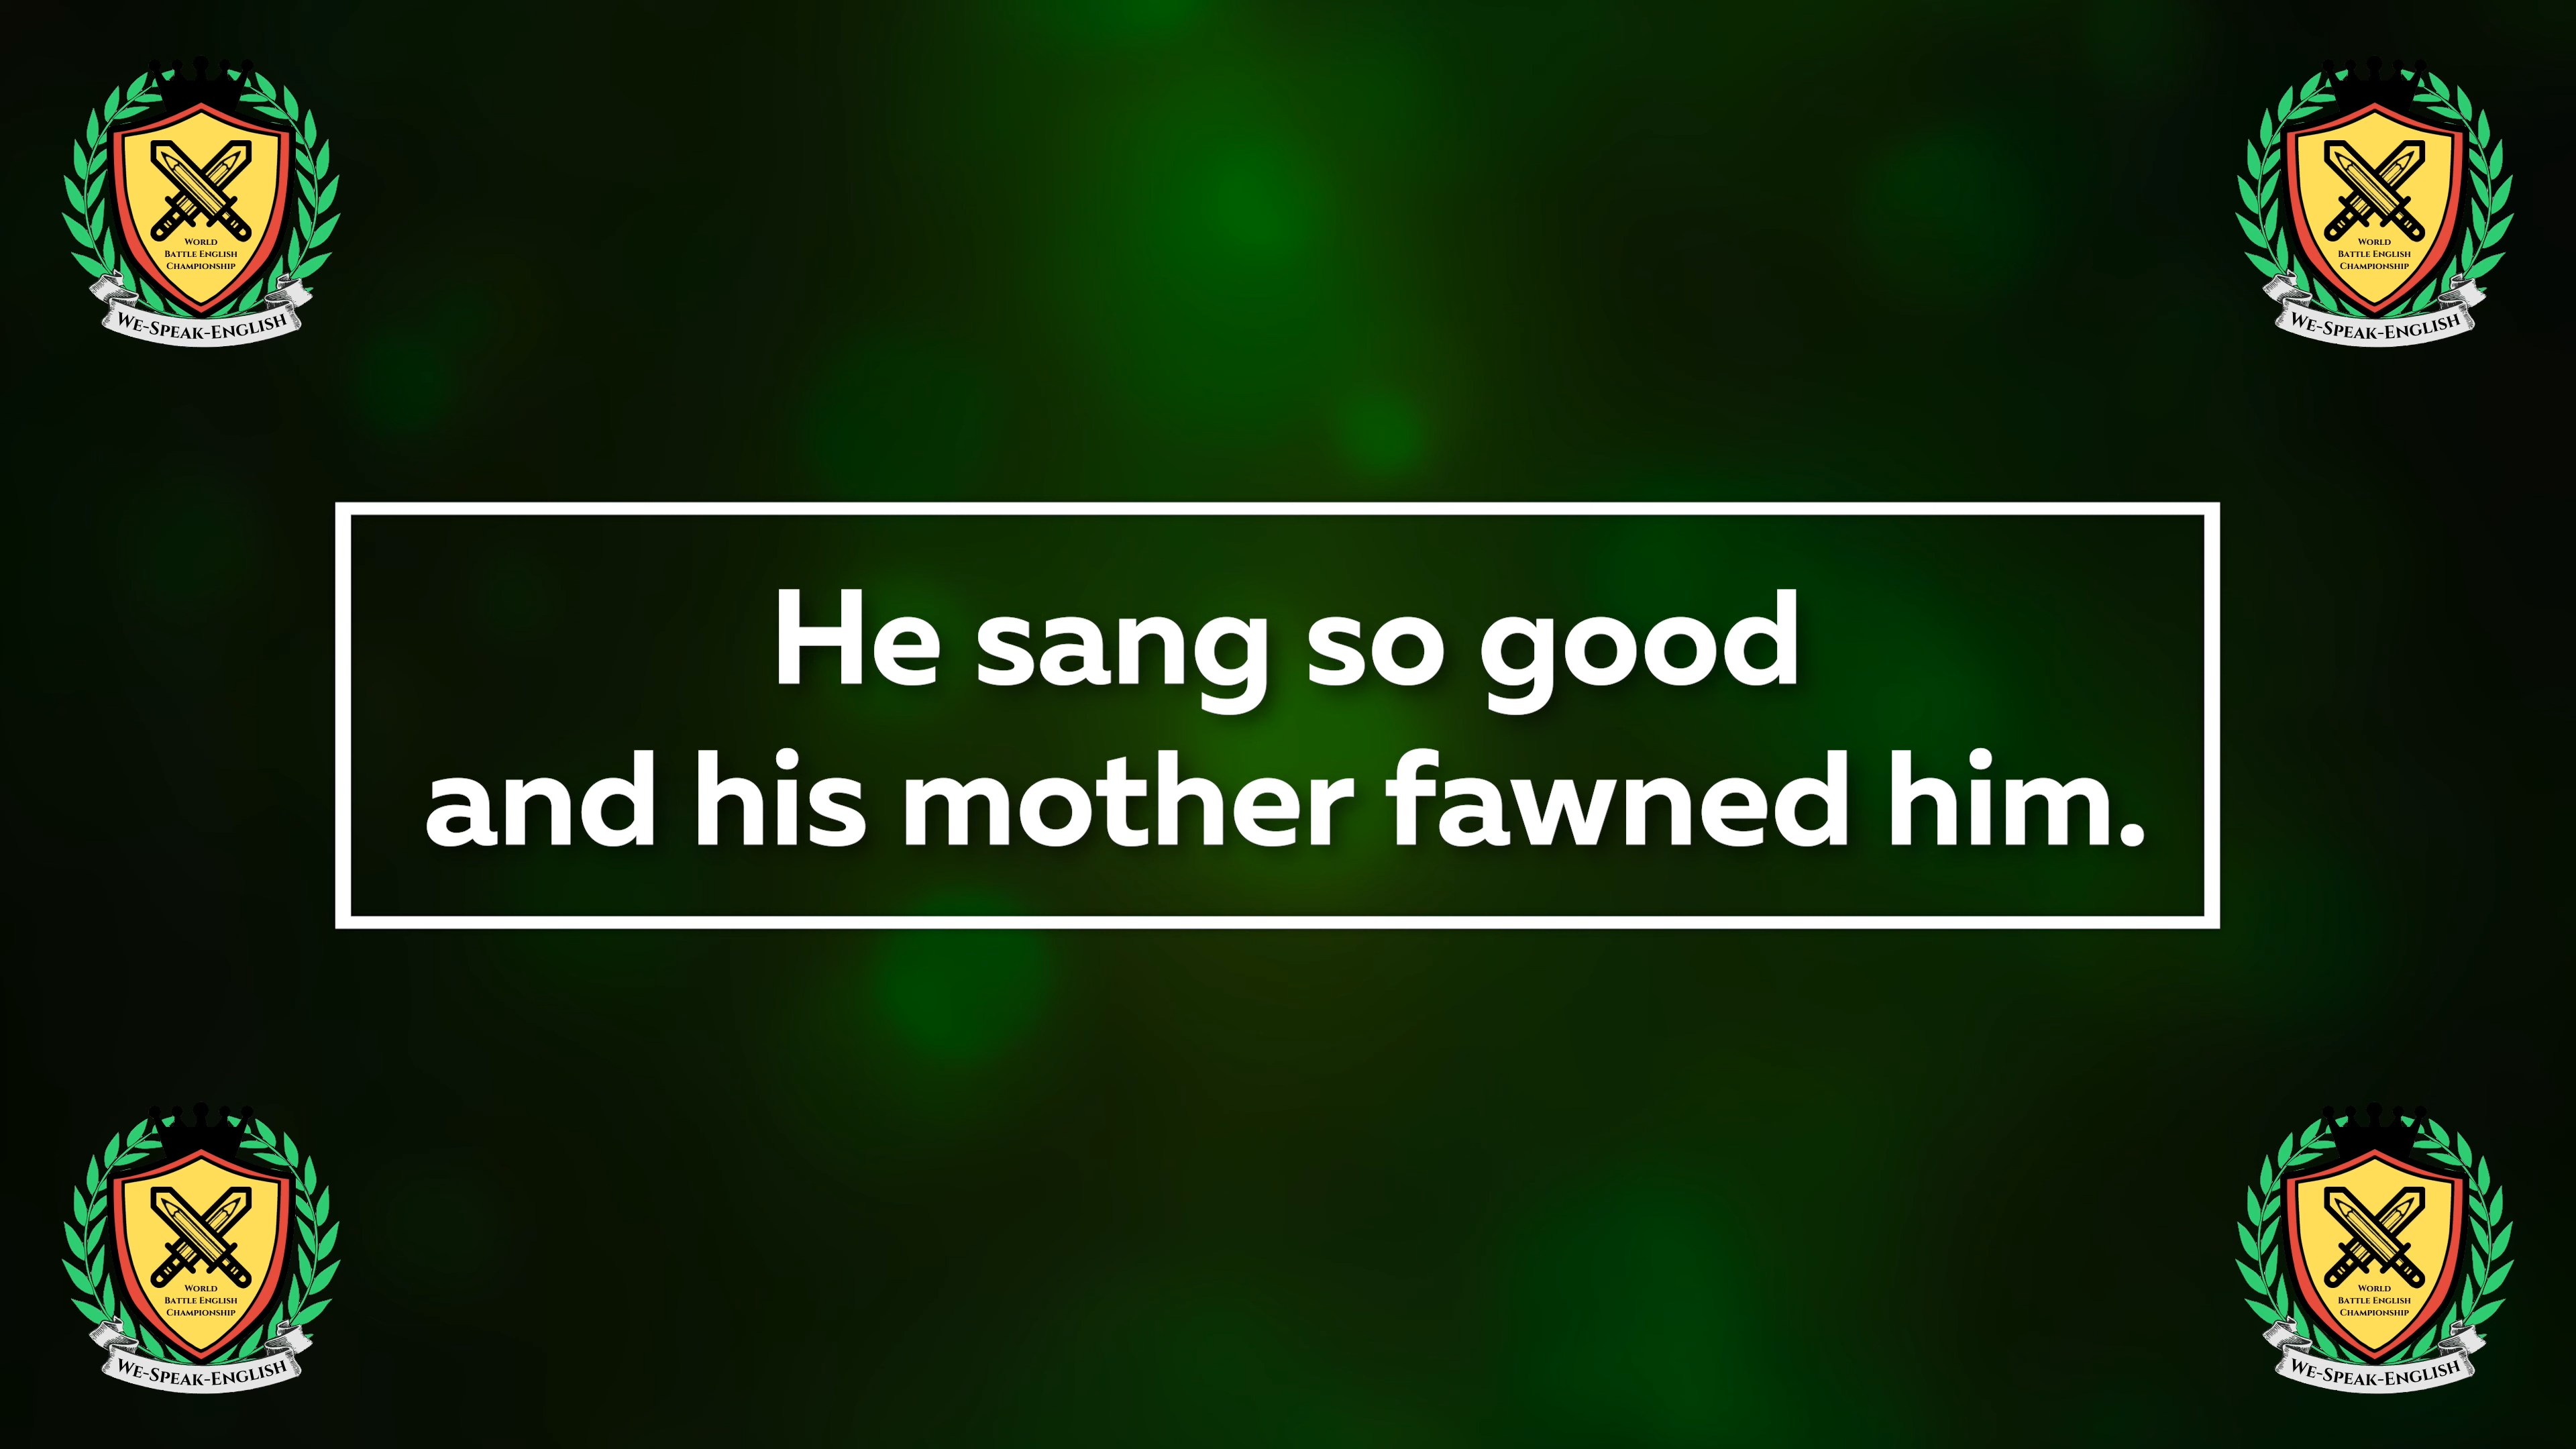 WORLD
BATTLE ENGLISH
CHAMPIONSHIP
WE-SPEAK-ENGLISH
WORLD
BATTLE ENGLISH
CHAMPIONSHIP
WE-SPEAK-ENGLISH
He sang so good
and his mother fawned him.
WORLD
BATTLE ENGLISH
CHAMPIONSHIP
WE-SPEAK-ENGLISH
WORLD
BATTLE ENGLISH
CHAMPIONSHIP
WE-SPEAK-ENGLISH